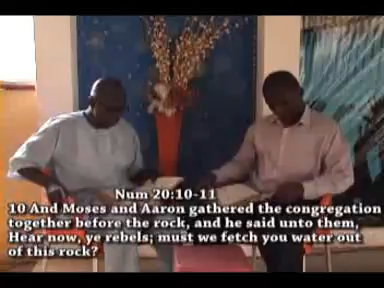 Num 20:10-11
10 And Moses and Aaron gathered the congregation
together before the rock, and he said unto them,
Hear now, ye rebels; must we fetch you water out
of this rock?